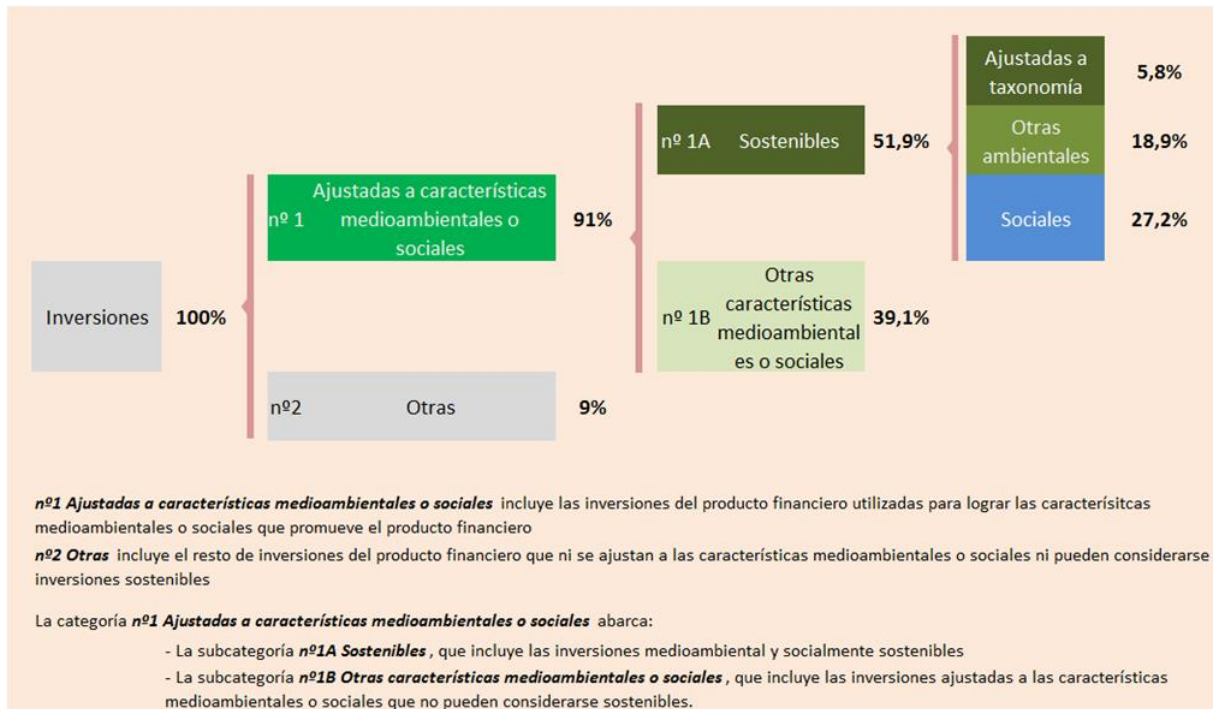 Ajustadas a
taxonomía
5,8%
Otras
ambientales
18,9%
Sociales
27,2%
nº 1A Sostenibles 51,9%
nº 1
Ajustadas a características
medioambientales o
sociales
91%
nº 1B
Otras
características
medioambiental
es o sociales
39,1%
Inversiones 100%
nº2 Otras 9%
nº1 Ajustadas a características medioambientales o sociales incluye las inversiones del producto financiero utilizadas para lograr las caracterísitcas
medioambientales o sociales que promueve el producto financiero
nº2 Otras incluye el resto de inversiones del producto financiero que ni se ajustan a las características medioambientales o sociales ni pueden considerarse
inversiones sostenibles
La categoría nº1 Ajustadas a características medioambientales o sociales abarca:
- La subcategoría nº1A Sostenibles, que incluye las inversiones medioambiental y socialmente sostenibles
- La subcategoría nº1B Otras características medioambientales o sociales, que incluye las inversiones ajustadas a las características
medioambientales o sociales que no pueden considerarse sostenibles.